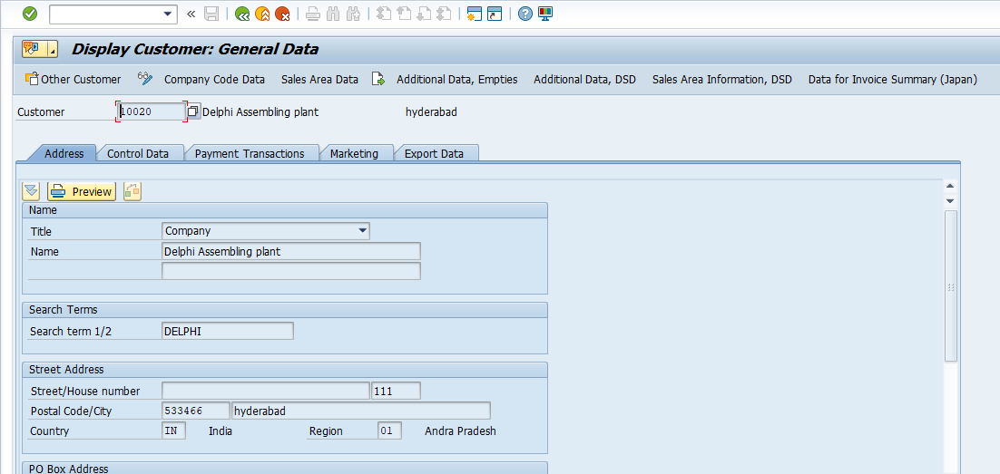 Display Customer: General Data
Other Customer Company Code Data Sales Area Data Additional Data, Empties Additional Data, DSD Sales Area Information, DSD Data for Invoice Summary (Japan)
Customer 10020 Delphi Assembling plant hyderabad
Address Control Data Payment Transactions Marketing Export Data
Preview
Name
Title Company
Name Delphi Assembling plant
Search Terms
Search term 1/2 DELPHI
Street Address
Street/House number 111
Postal Code/City 533466 hyderabad
Country IN India Region 01 Andra Pradesh
PO Box Address